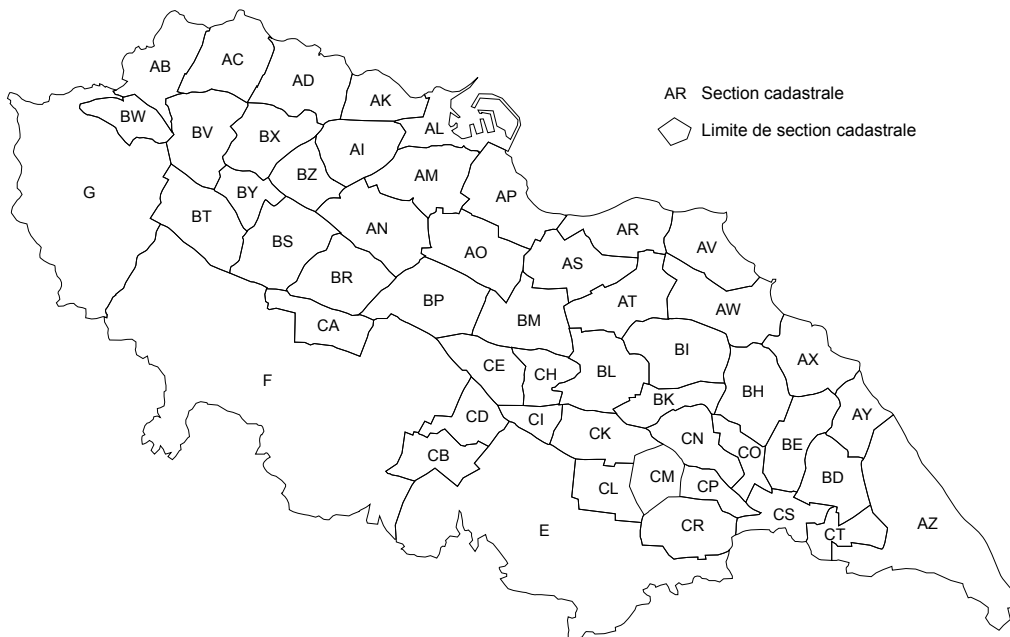 AB
AC
AD
AK
AL
BW
BV
BX
AI
AR Section cadastrale
Limite de section cadastrale
G
BT
BY
BZ
AM
AP
BS
AN
AO
AS
AR
AV
BR
BP
BM
AT
AW
CA
F
CE
CH
BL
BI
AX
CD
CI
CK
BK
BH
AY
CB
CN
CO
BE
CL
CM
CP
BD
E
CR
CS
CT
AZ